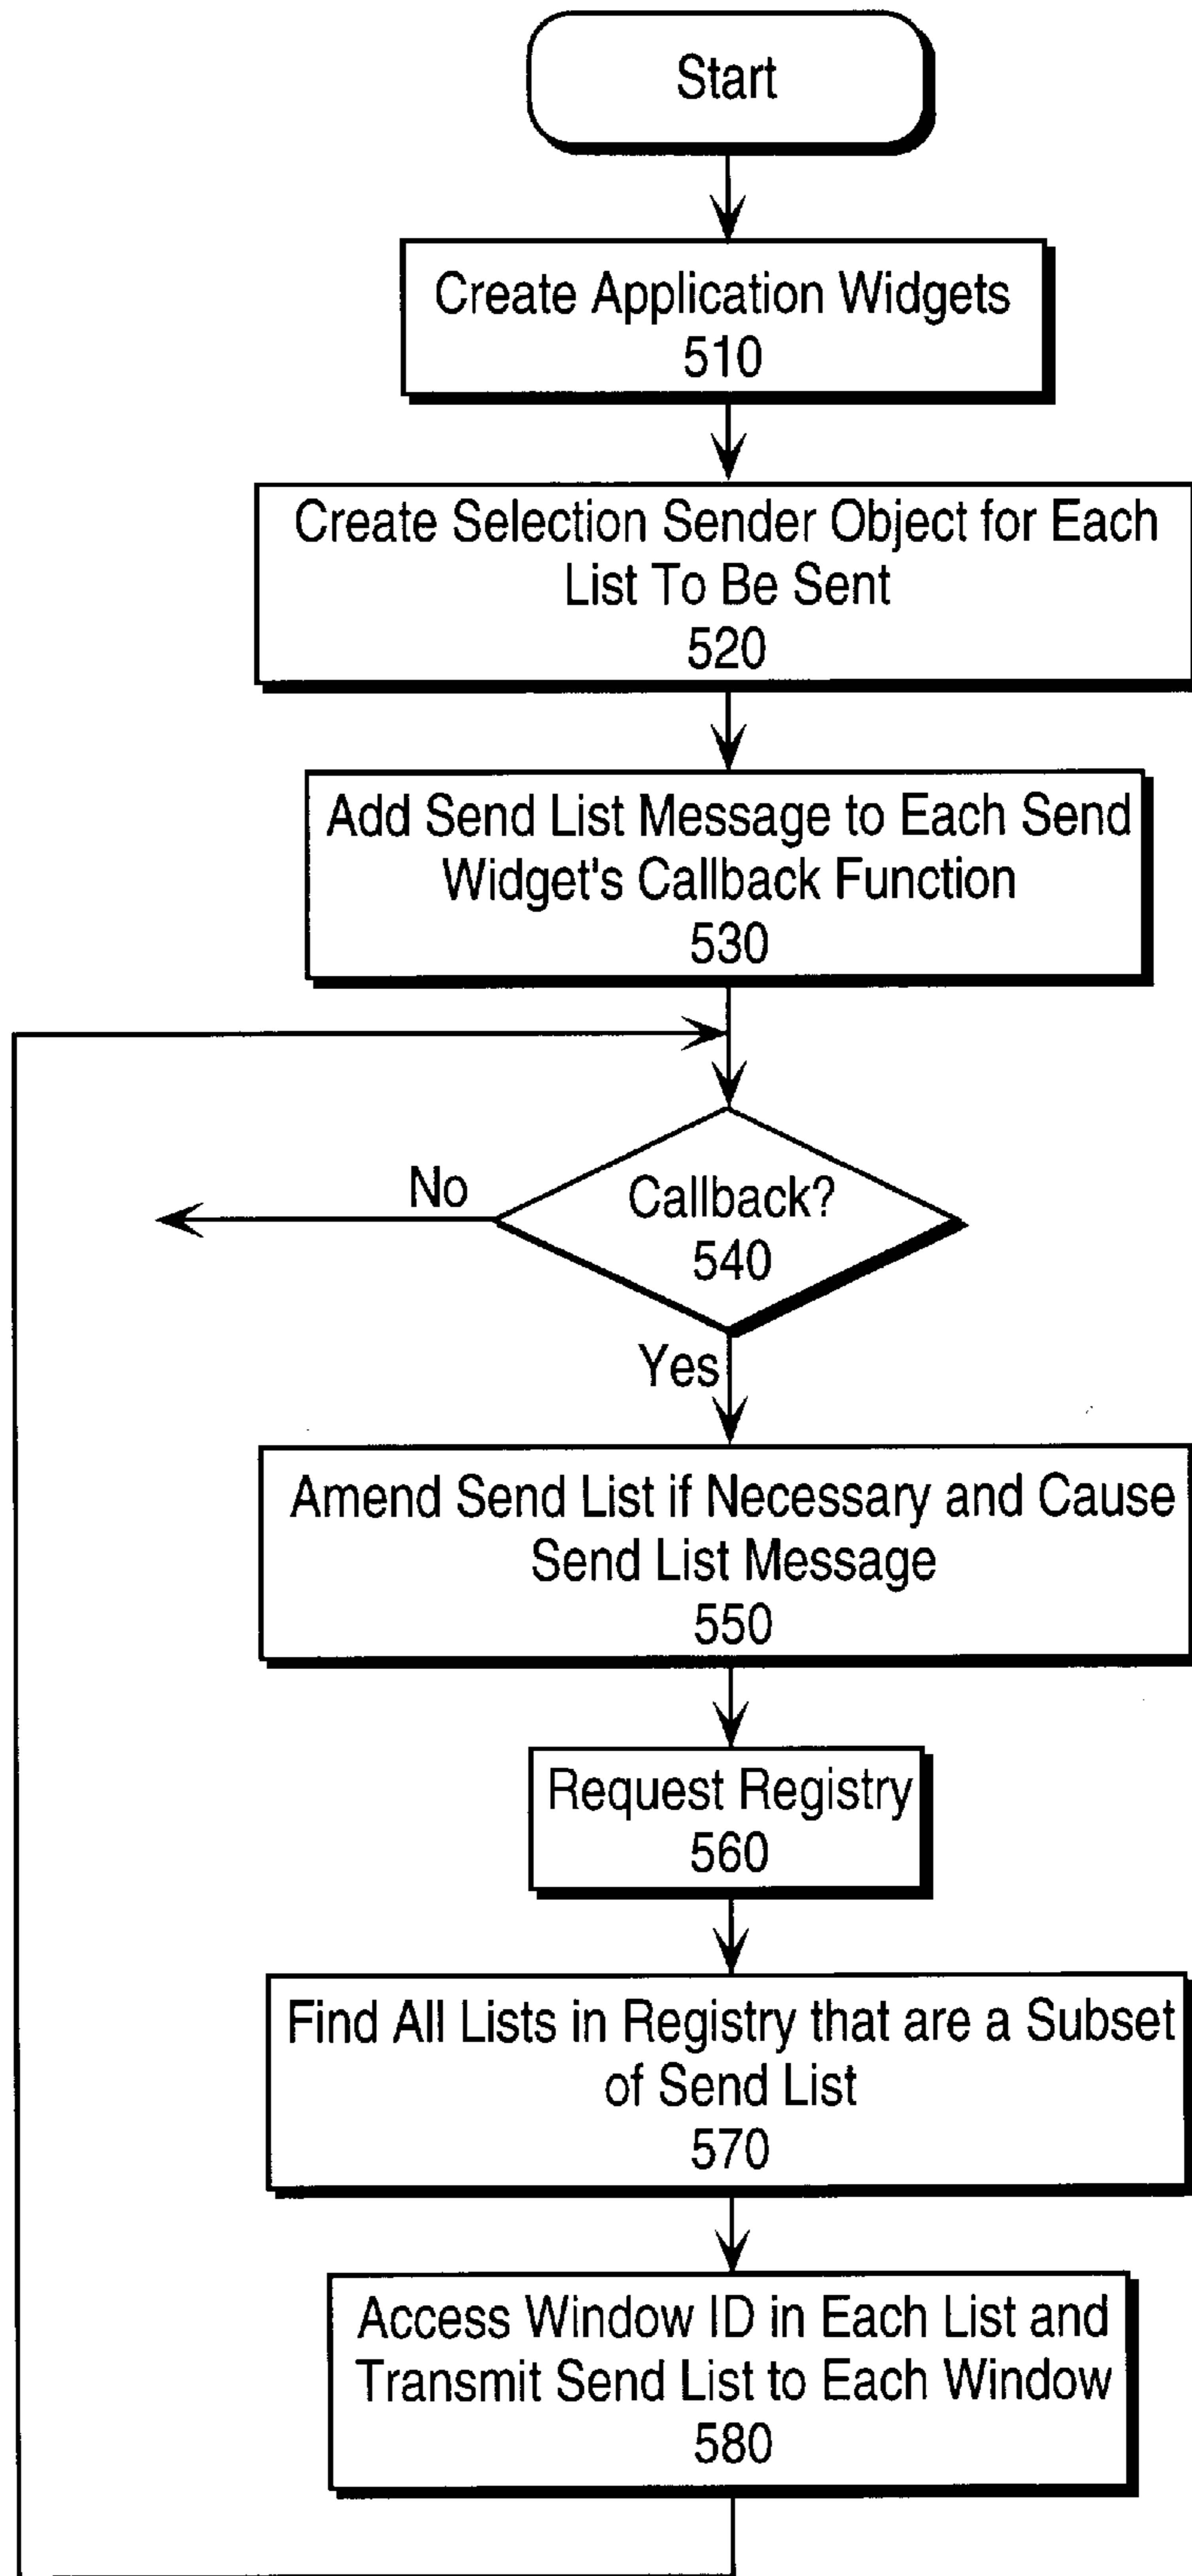 Start
Create Application Widgets
510
Create Selection Sender Object for Each
List To Be Sent
520
Add Send List Message to Each Send
Widget's Callback Function
530
No
Callback?
540
Yes
Amend Send List if Necessary and Cause
Send List Message
550
Request Registry
560
Find All Lists in Registry that are a Subset
of Send List
570
Access Window ID in Each List and
Transmit Send List to Each Window
580